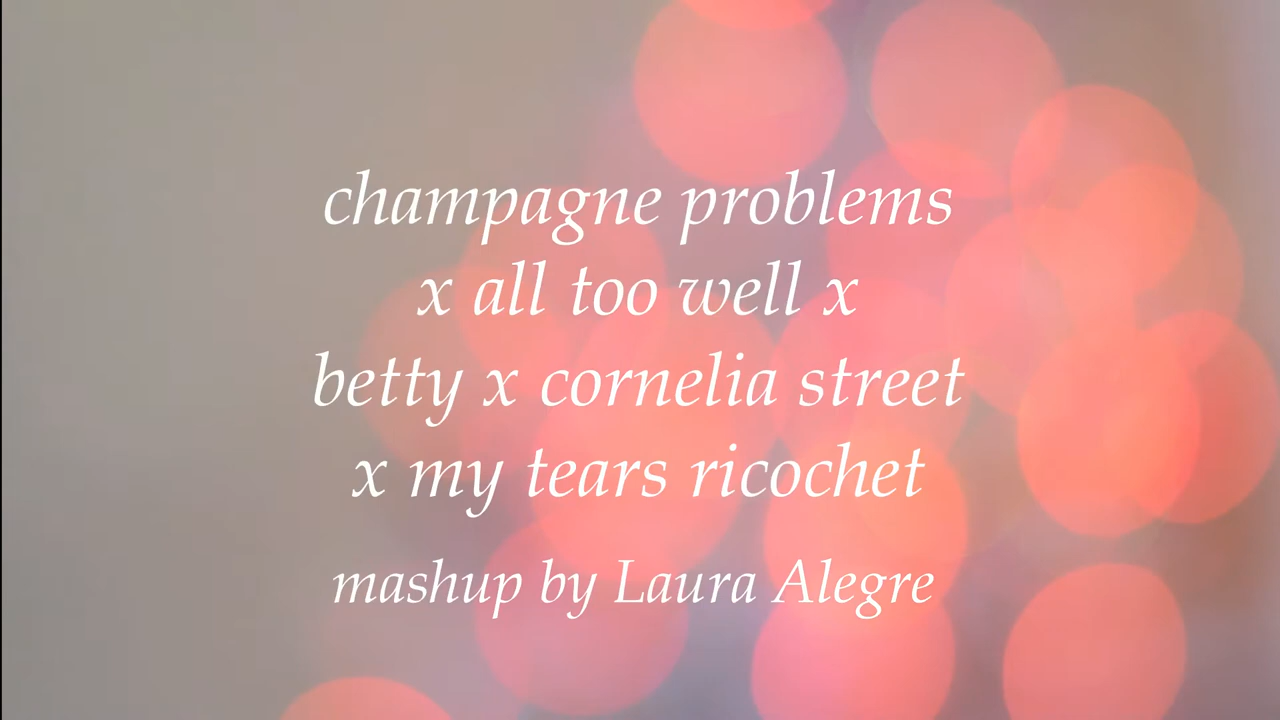 champagne problems
x all too well x
betty x cornelia street
x my tears ricochet
mashup by Laura Alegre